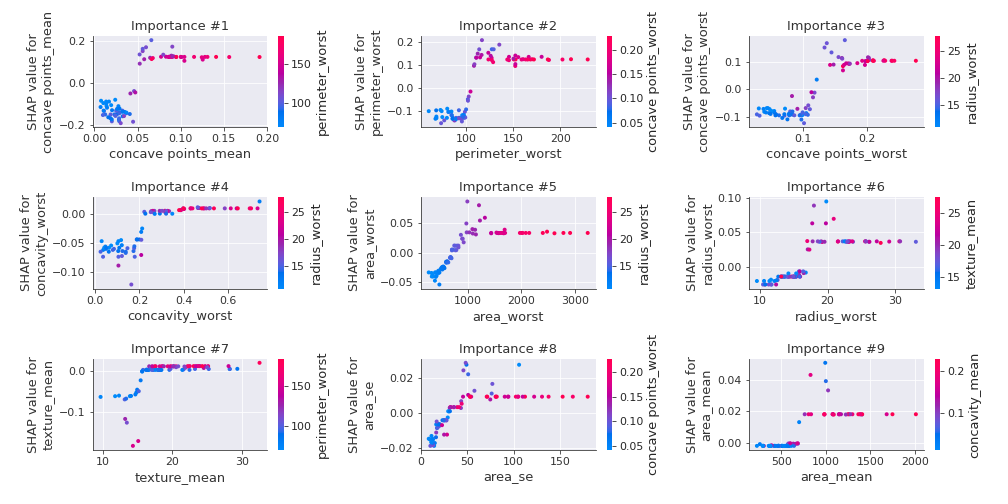 Importance #1
SHAP value for
concave points_mean
0.2
0.0
−0.2
0.00
0.05
0.10
0.15
0.20
concave points_mean
150
100
perimeter_worst
Importance #2
SHAP value for
perimeter_worst
0.2
0.1
0.0
−0.1
100
150
200
perimeter_worst
0.20
0.15
0.10
0.05
concave points_worst
Importance #3
SHAP value for
concave points_worst
0.1
0.0
−0.1
0.1
0.2
concave points_worst
25
20
15
radius_worst
Importance #4
SHAP value for
concavity_worst
0.00
−0.05
−0.10
0.0
0.2
0.4
0.6
concavity_worst
25
20
15
radius_worst
Importance #5
SHAP value for
area_worst
0.05
0.00
−0.05
1000
2000
3000
area_worst
25
20
15
radius_worst
Importance #6
SHAP value for
radius_worst
0.10
0.05
0.00
10
20
30
radius_worst
25
20
15
texture_mean
Importance #7
SHAP value for
texture_mean
0.0
−0.1
10
20
30
texture_mean
150
100
perimeter_worst
Importance #8
SHAP value for
area_se
0.02
0.00
−0.02
0
50
100
150
area_se
0.20
0.15
0.10
0.05
concave points_worst
Importance #9
SHAP value for
area_mean
0.04
0.02
0.00
500
1000
1500
2000
area_mean
0.2
0.1
concavity_mean